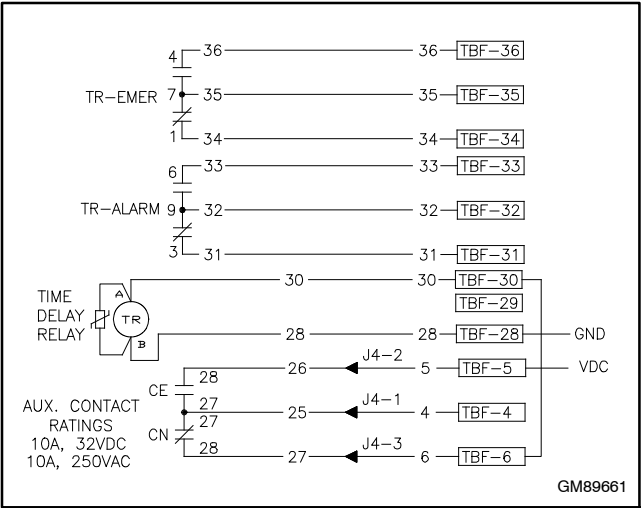 4 36 36 TBF-36
TR-EMER 7 35 35 TBF-35
1 34 34 TBF-34
6 33 33 TBF-33
TR-ALARM 9 32 32 TBF-32
3 31 31 TBF-31
A 30 30 TBF-30
TBF-29
TIME
DELAY
RELAY
TR
B 28 28 TBF-28 GND
28 26 J4-2 5 TBF-5 VDC
CE
27 25 J4-1 4 TBF-4
27
CN
28 27 J4-3 6 TBF-6
AUX. CONTACT
RATINGS
10A, 32VDC
10A, 250VAC
GM89661